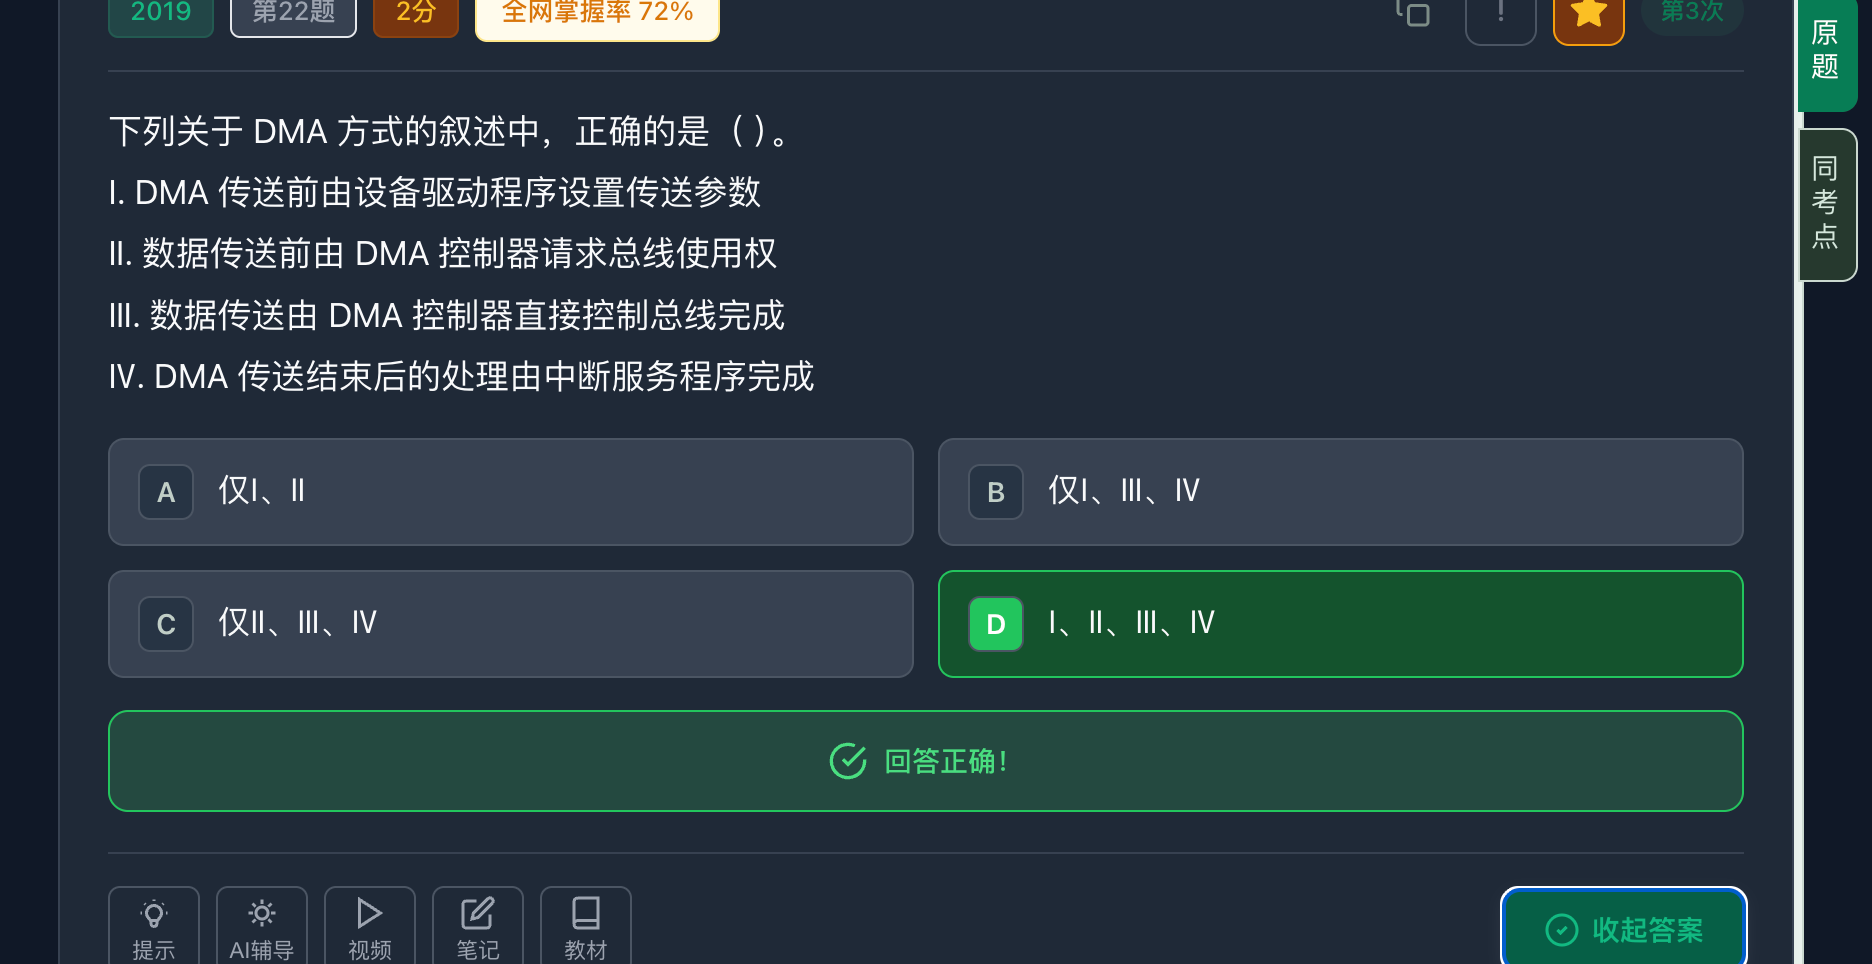 2019 第22题 2分 全网掌握率 72% ! 第3次
原题
同考点
下列关于 DMA 方式的叙述中，正确的是（ ）。
I. DMA 传送前由设备驱动程序设置传送参数
II. 数据传送前由 DMA 控制器请求总线使用权
III. 数据传送由 DMA 控制器直接控制总线完成
IV. DMA 传送结束后的处理由中断服务程序完成
A 仅I、II
B 仅I、III、IV
C 仅II、III、IV
D I、II、III、IV
回答正确！
提示 AI辅导 视频 笔记 教材 收起答案